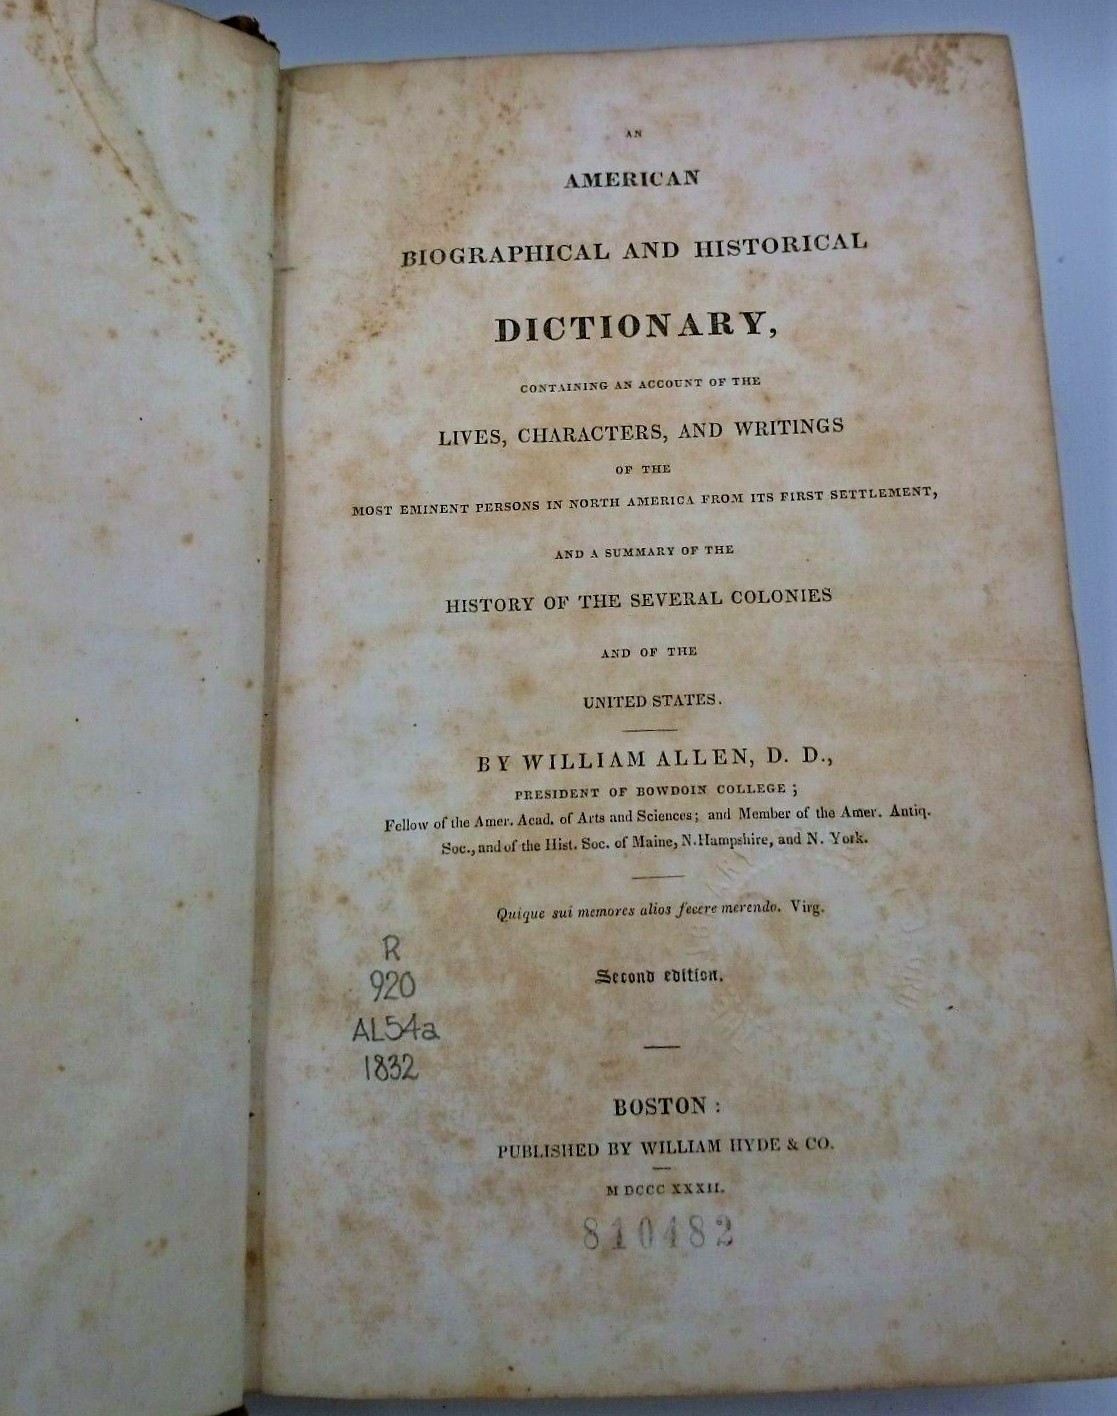 AN
AMERICAN
BIOGRAPHICAL AND HISTORICAL
DICTIONARY,
CONTAINING AN ACCOUNT OF THE
LIVES, CHARACTERS, AND WRITINGS
OF THE
MOST EMINENT PERSONS IN NORTH AMERICA FROM ITS FIRST SETTLEMENT,
AND A SUMMARY OF THE
HISTORY OF THE SEVERAL COLONIES
AND OF THE
UNITED STATES.
BY WILLIAM ALLEN, D. D.,
PRESIDENT OF BOWDOIN COLLEGE;
Fellow of the Amer. Acad. of Arts and Sciences; and Member of the Amer. Antiq.
Soc., and of the Hist. Soc. of Maine, N. Hampshire, and N. York.
Quique sui memores alios fecere merendo. Virg.
R
920
AL54a
1832
Second edition.
BOSTON:
PUBLISHED BY WILLIAM HYDE & CO.
M DCCC XXXII.
810482